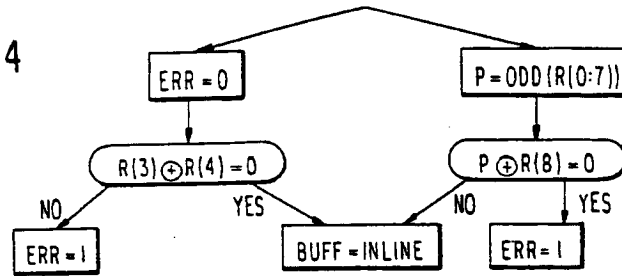 4
ERR = 0
P = ODD (R(0:7))
R(3) ⊕ R(4) = 0
P ⊕ R(8) = 0
NO
YES
NO
YES
ERR = 1
BUFF = INLINE
ERR = 1